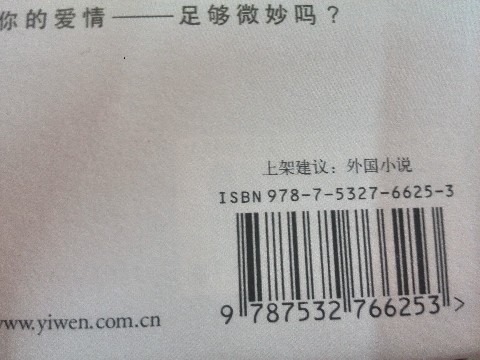 你的爱情——足够微妙吗？
上架建议：外国小说
ISBN 978-7-5327-6625-3
9 787532 766253 >
www.yiwen.com.cn